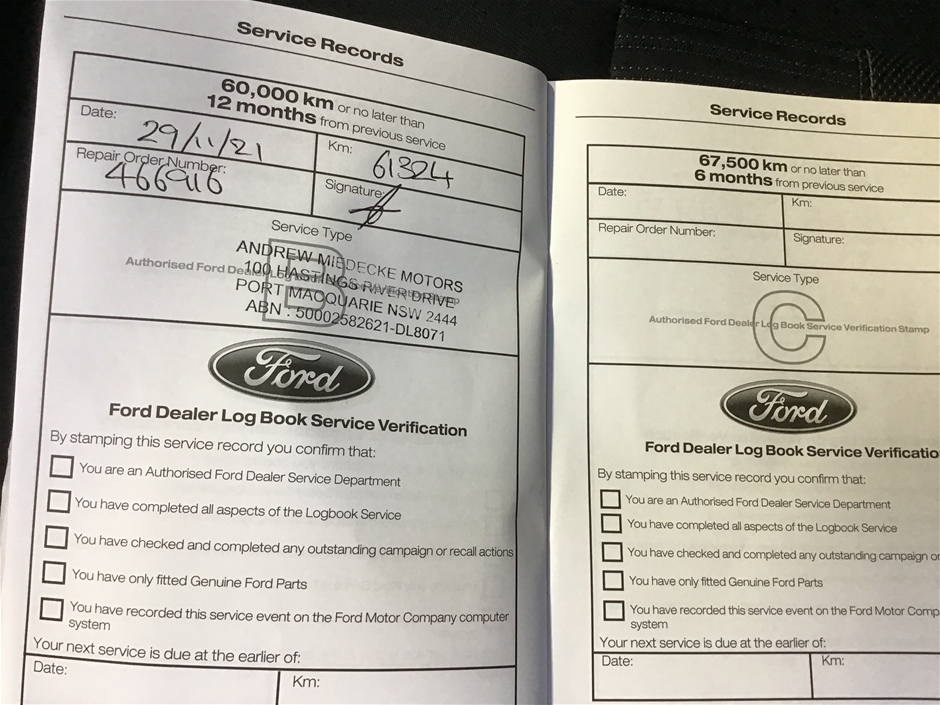 Service Records
60,000 km or no later than
12 months from previous service
Date: 29/11/21
Km: 61324
Repair Order Number:
466916
Signature:
Service Type
B
Authorised Ford Dealer Log
ANDREW MIEDECKE MOTORS
100 HASTINGS RIVER DRIVE
PORT MACQUARIE NSW 2444
ABN : 50002582621-DL8071
Ford
Ford Dealer Log Book Service Verification
By stamping this service record you confirm that:
You are an Authorised Ford Dealer Service Department
You have completed all aspects of the Logbook Service
You have checked and completed any outstanding campaign or recall actions
You have only fitted Genuine Ford Parts
You have recorded this service event on the Ford Motor Company computer
system
Your next service is due at the earlier of:
Date:
Km:
Service Records
67,500 km or no later than
6 months from previous service
Date:
Km:
Repair Order Number:
Signature:
Service Type
C
Authorised Ford Dealer Log Book Service Verification Stamp
Ford
Ford Dealer Log Book Service Verificatio
By stamping this service record you confirm that:
You are an Authorised Ford Dealer Service Department
You have completed all aspects of the Logbook Service
You have checked and completed any outstanding campaign or
You have only fitted Genuine Ford Parts
You have recorded this service event on the Ford Motor Comp
system
Your next service is due at the earlier of:
Date:
Km: